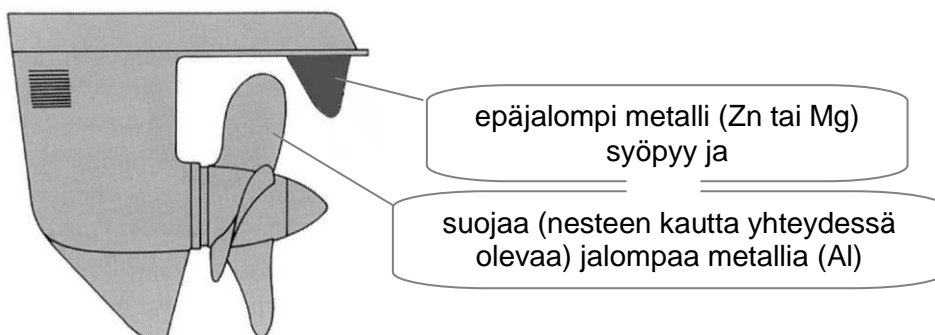 epäjalompi metalli (Zn tai Mg)
syöpyy ja
suojaa (nesteen kautta yhteydessä
olevaa) jalompaa metallia (Al)